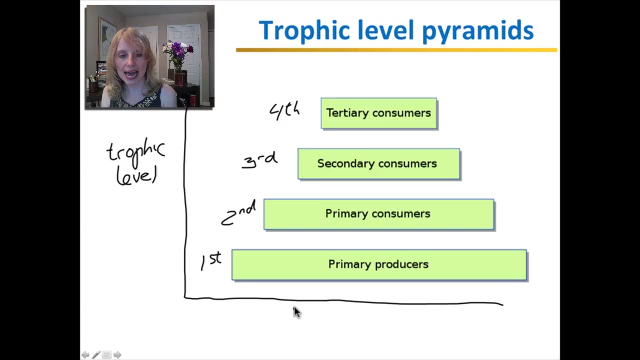 Trophic level pyramids
4th
Tertiary consumers
trophic
level
3rd
Secondary consumers
2nd
Primary consumers
1st
Primary producers